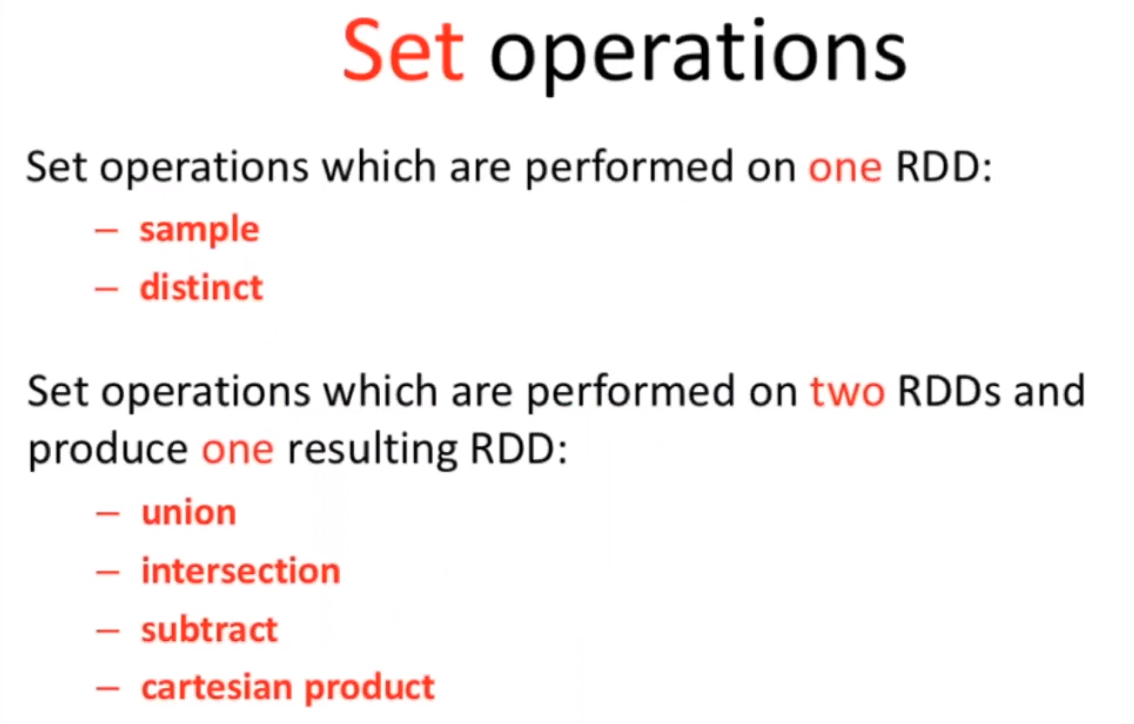 Set operations
Set operations which are performed on one RDD:
– sample
– distinct
Set operations which are performed on two RDDs and
produce one resulting RDD:
– union
– intersection
– subtract
– cartesian product